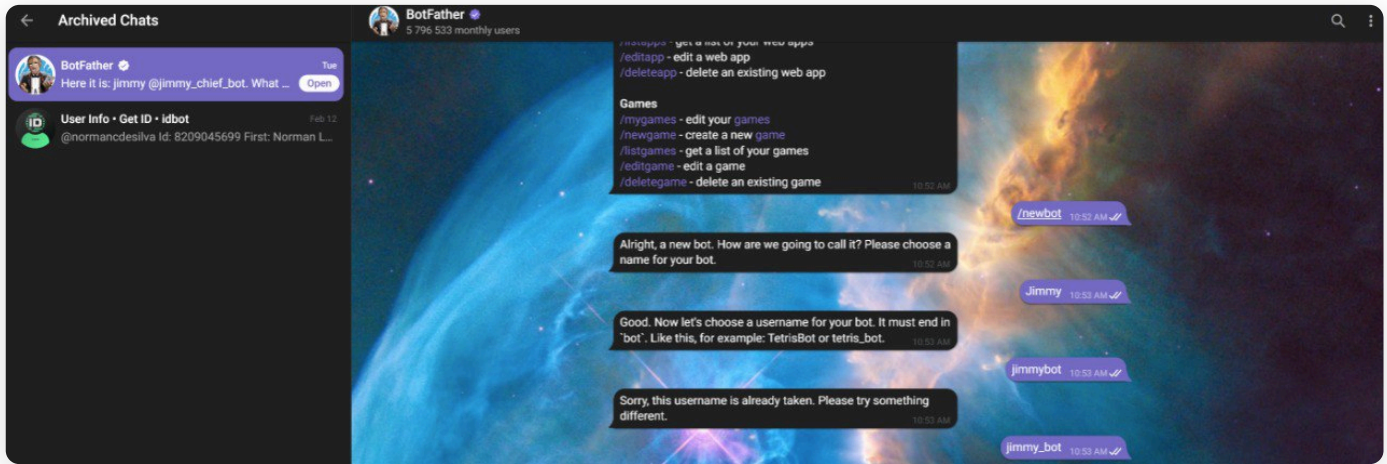 Archived Chats
BotFather
Tue
Here it is: jimmy @jimmy_chief_bot. What ...
Open
User Info • Get ID • idbot
Feb 12
@normancdesilva Id: 8209045699 First: Norman L...
BotFather
5 796 533 monthly users
/listapps - get a list of your web apps
/editapp - edit a web app
/deleteapp - delete an existing web app
Games
/mygames - edit your games
/newgame - create a new game
/listgames - get a list of your games
/editgame - edit a game
/deletegame - delete an existing game
10:52 AM
/newbot 10:52 AM
Alright, a new bot. How are we going to call it? Please choose a
name for your bot.
10:52 AM
Jimmy 10:53 AM
Good. Now let's choose a username for your bot. It must end in
`bot`. Like this, for example: TetrisBot or tetris_bot.
10:53 AM
jimmybot 10:53 AM
Sorry, this username is already taken. Please try something
different.
10:53 AM
jimmy_bot 10:53 AM